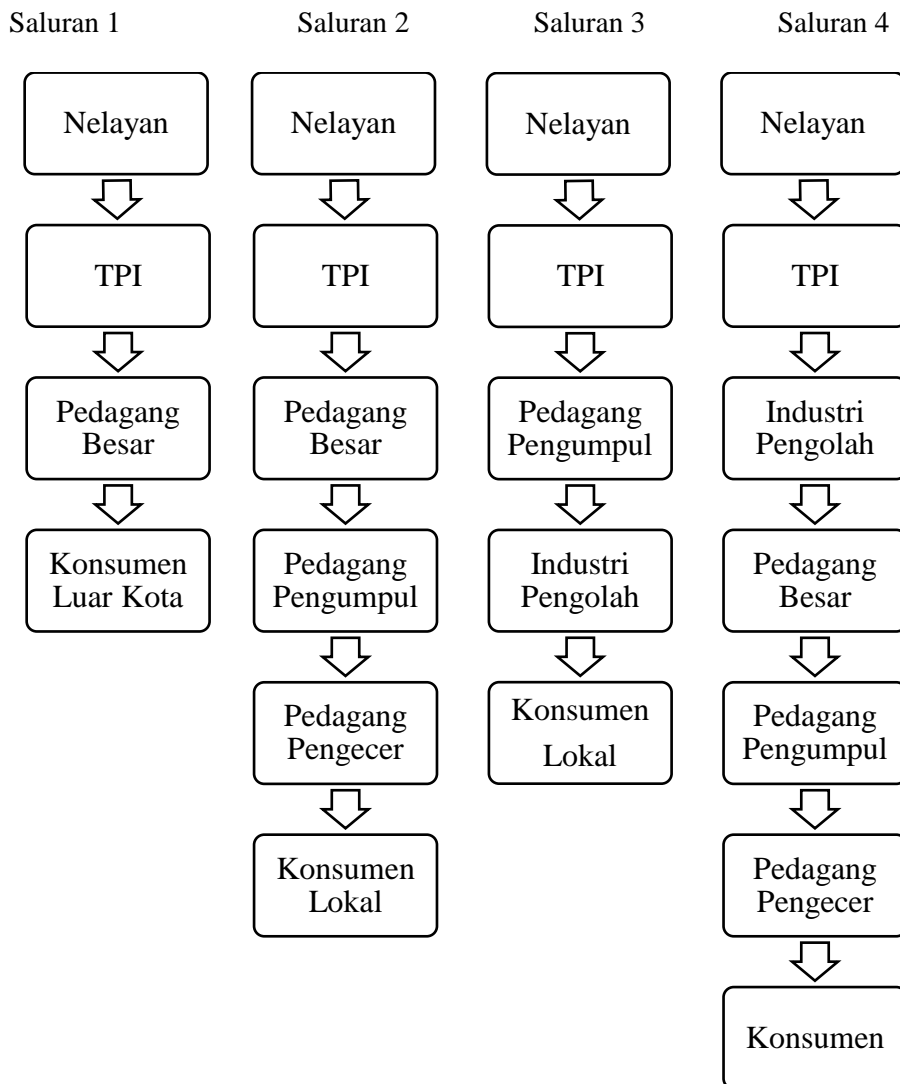 Saluran 1
Saluran 2
Saluran 3
Saluran 4
Nelayan
TPI
Pedagang
Besar
Konsumen
Luar Kota
Nelayan
TPI
Pedagang
Besar
Pedagang
Pengumpul
Pedagang
Pengecer
Konsumen
Lokal
Nelayan
TPI
Pedagang
Pengumpul
Industri
Pengolah
Konsumen
Lokal
Nelayan
TPI
Industri
Pengolah
Pedagang
Besar
Pedagang
Pengumpul
Pedagang
Pengecer
Konsumen